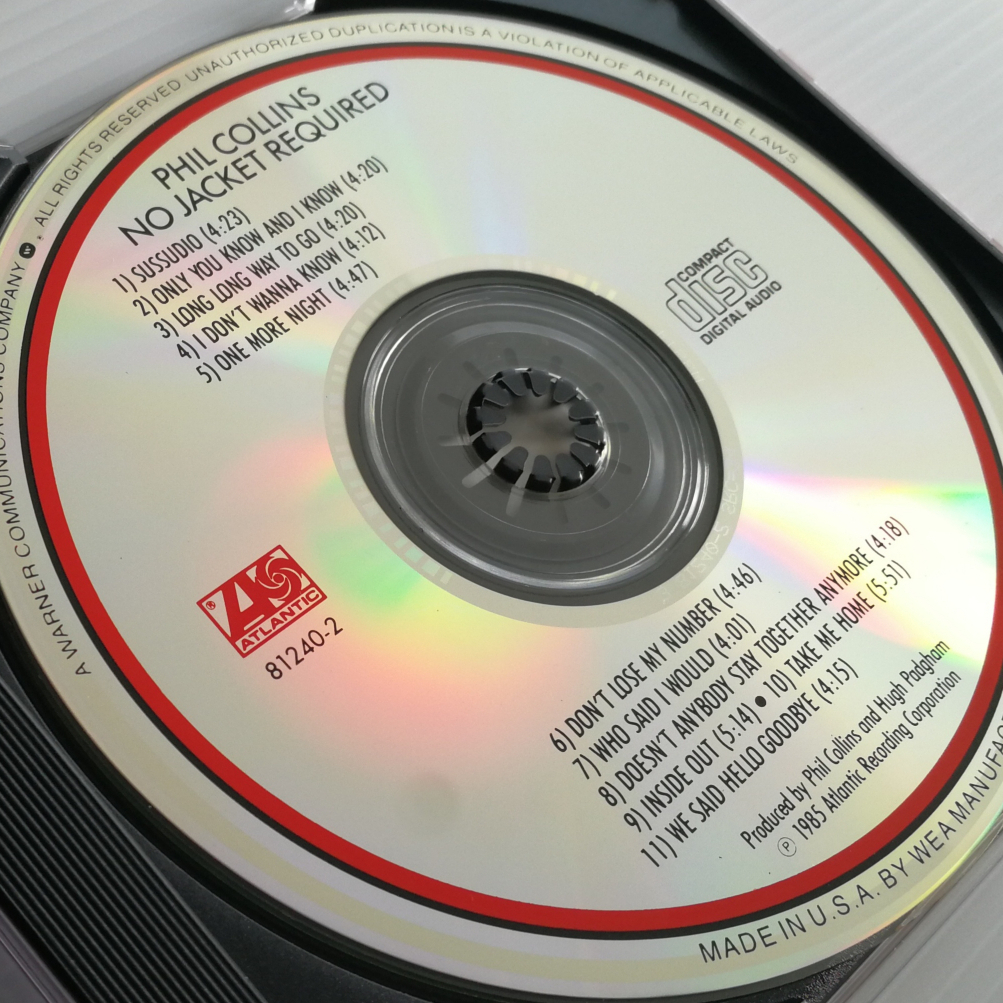 PHIL COLLINS
NO JACKET REQUIRED
1) SUSSUDIO (4:23)
2) ONLY YOU KNOW AND I KNOW (4:20)
3) LONG LONG WAY TO GO (4:20)
4) I DON'T WANNA KNOW (4:12)
5) ONE MORE NIGHT (4:47)
COMPACT
disc
DIGITAL AUDIO
® ATLANTIC
81240-2
6) DON'T LOSE MY NUMBER (4:46)
7) WHO SAID I WOULD (4:01)
8) DOESN'T ANYBODY STAY TOGETHER ANYMORE (4:18)
9) INSIDE OUT (5:14) ● 10) TAKE ME HOME (5:51)
11) WE SAID HELLO GOODBYE (4:15)
Produced by Phil Collins and Hugh Padgham
℗ 1985 Atlantic Recording Corporation
A WARNER COMMUNICATIONS COMPANY
. ALL RIGHTS RESERVED UNAUTHORIZED DUPLICATION IS A VIOLATION OF APPLICABLE LAWS
MADE IN U.S.A. BY WEA MANUFAC